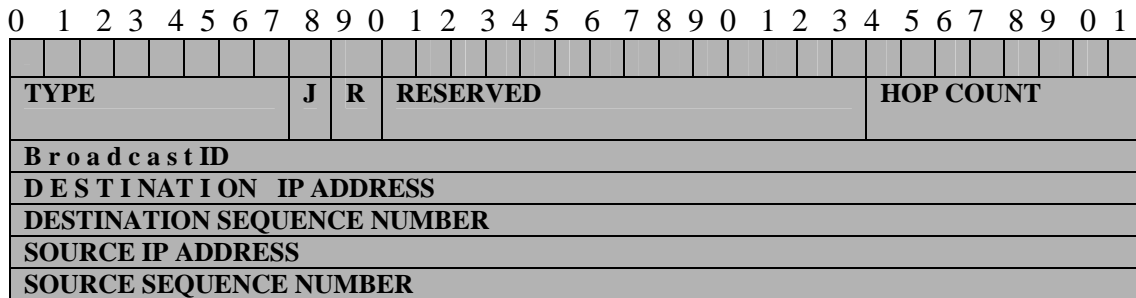 0 1 2 3 4 5 6 7 8 9 0 1 2 3 4 5 6 7 8 9 0 1 2 3 4 5 6 7 8 9 0 1
TYPE J R RESERVED HOP COUNT
B r o a d c a s t ID
D E S T I NAT I ON IP ADDRESS
DESTINATION SEQUENCE NUMBER
SOURCE IP ADDRESS
SOURCE SEQUENCE NUMBER